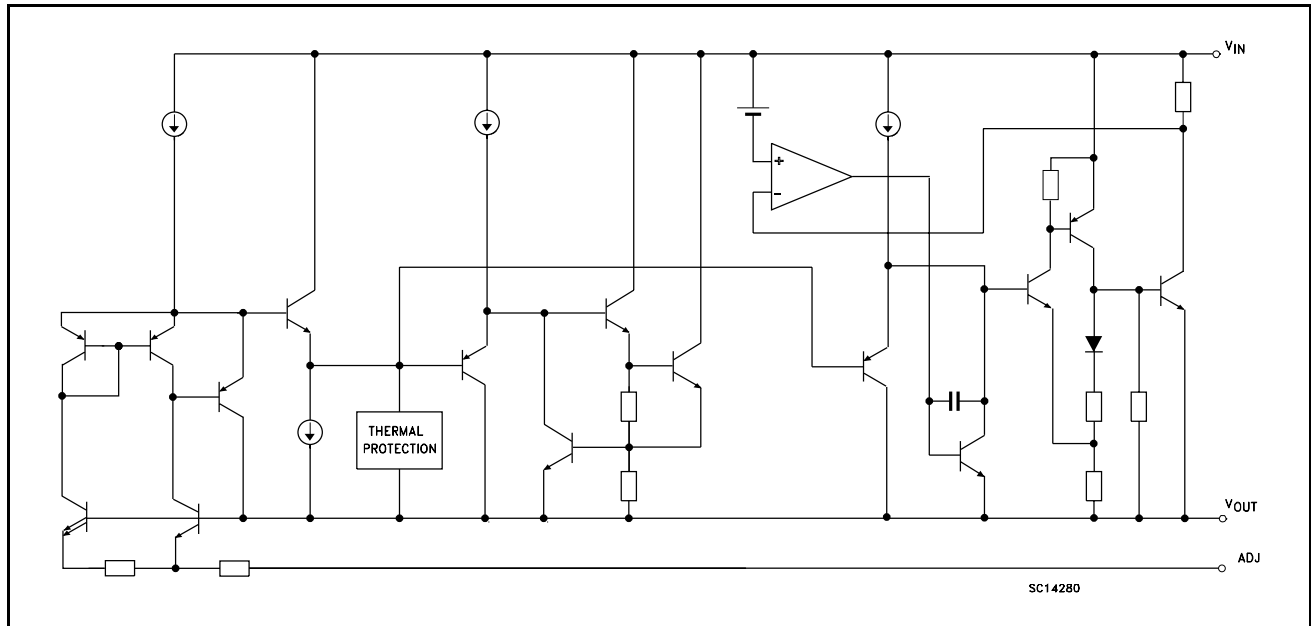 VIN
+
-
THERMAL
PROTECTION
VOUT
ADJ
SC14280